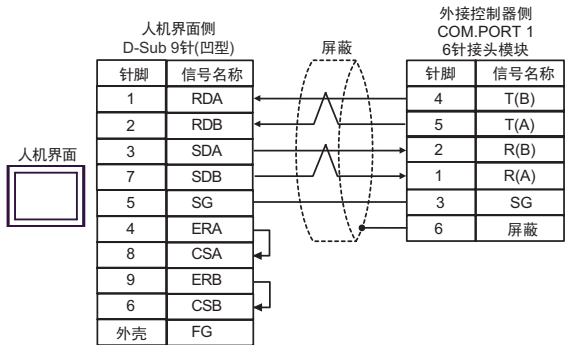 人机界面侧
D-Sub 9针(凹型)
屏蔽
外接控制器侧
COM.PORT 1
6针接头模块
人机界面
针脚 信号名称
1 RDA
2 RDB
3 SDA
7 SDB
5 SG
4 ERA
8 CSA
9 ERB
6 CSB
外壳 FG
针脚 信号名称
4 T(B)
5 T(A)
2 R(B)
1 R(A)
3 SG
6 屏蔽